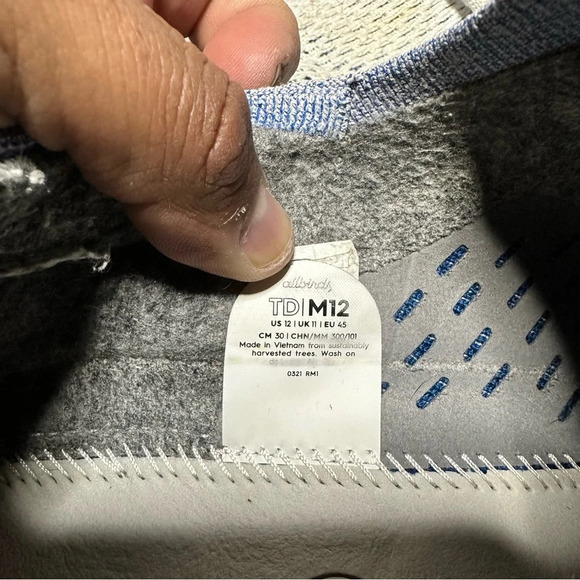 allbirds
TD|M12
US 12 | UK 11 | EU 45
CM 30 | CHN/MM 300/101
Made in Vietnam from sustainably
harvested trees. Wash on
0321 RM1